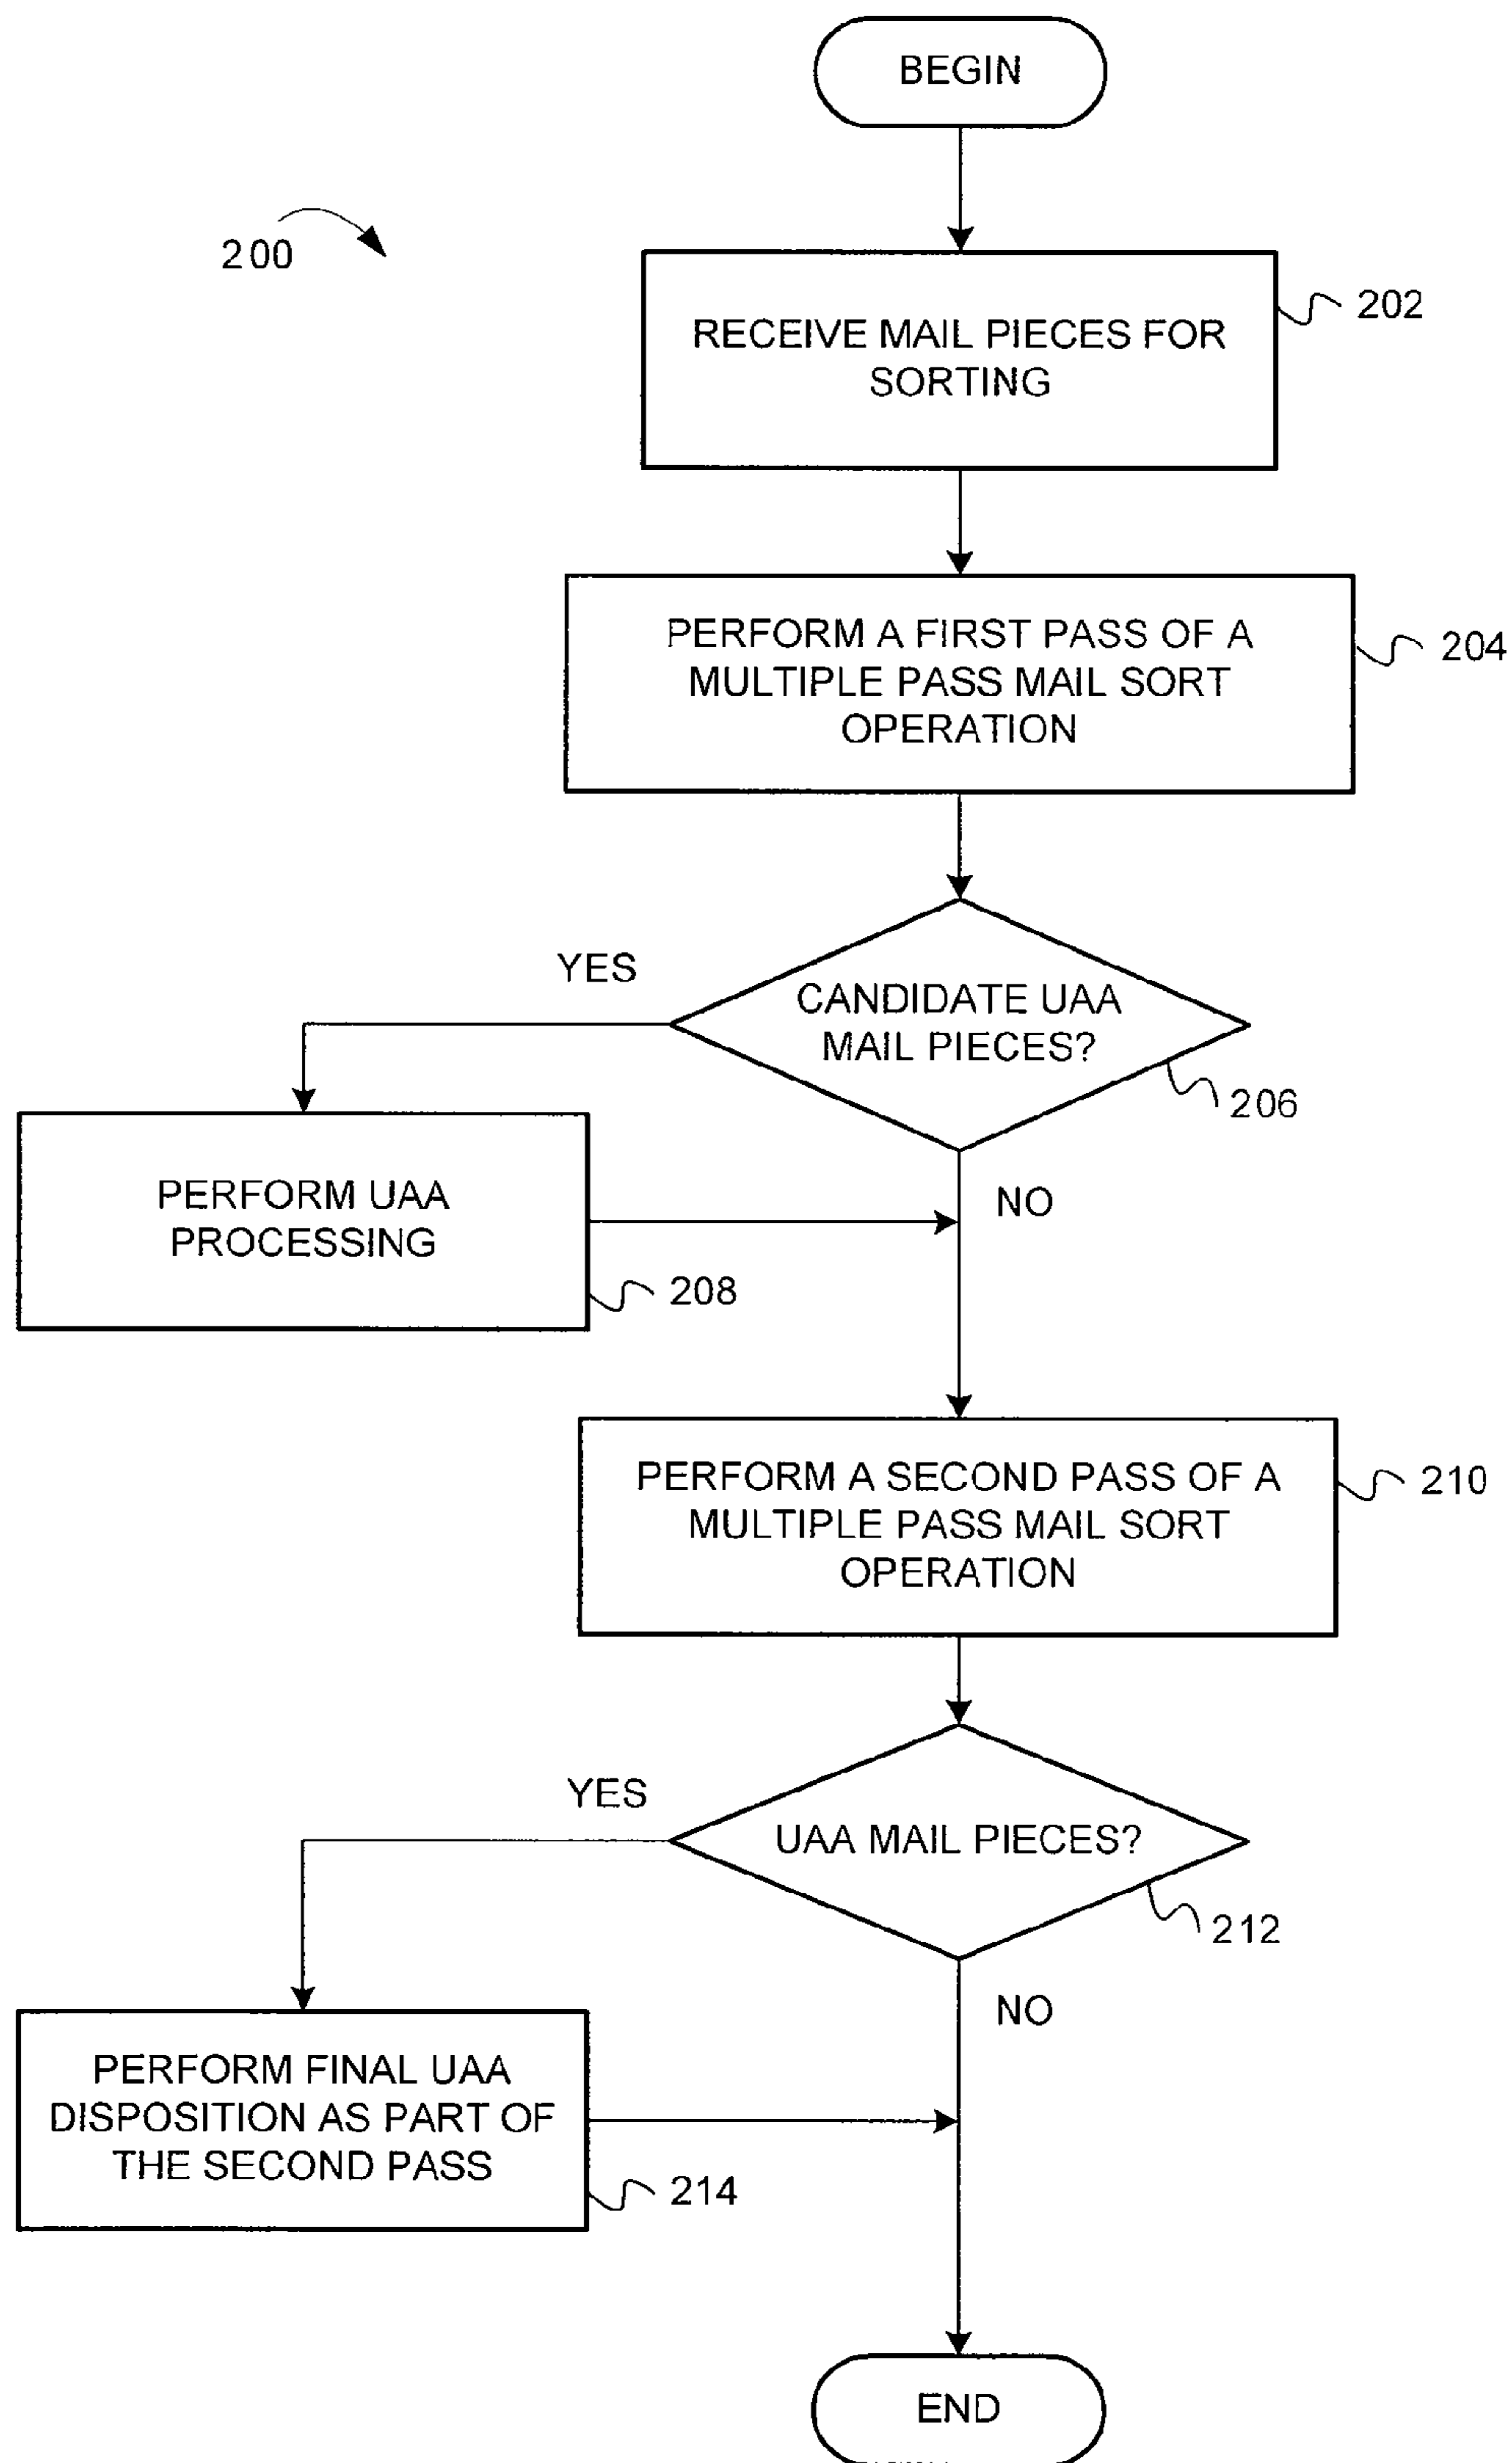 BEGIN
200
RECEIVE MAIL PIECES FOR
SORTING
202
PERFORM A FIRST PASS OF A
MULTIPLE PASS MAIL SORT
OPERATION
204
YES
CANDIDATE UAA
MAIL PIECES?
206
PERFORM UAA
PROCESSING
NO
208
PERFORM A SECOND PASS OF A
MULTIPLE PASS MAIL SORT
OPERATION
210
YES
UAA MAIL PIECES?
212
NO
PERFORM FINAL UAA
DISPOSITION AS PART OF
THE SECOND PASS
214
END